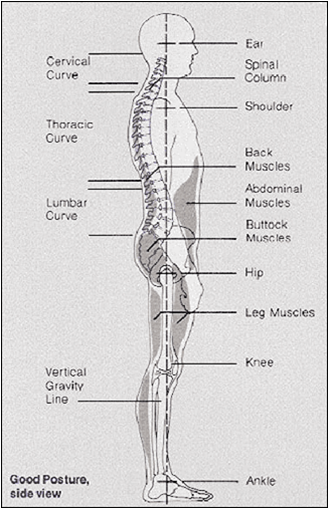 Ear
Cervical
Curve
Spinal
Column
Shoulder
Thoracic
Curve
Back
Muscles
Abdominal
Muscles
Lumbar
Curve
Buttock
Muscles
Hip
Leg Muscles
Knee
Vertical
Gravity
Line
Good Posture,
side view
Ankle